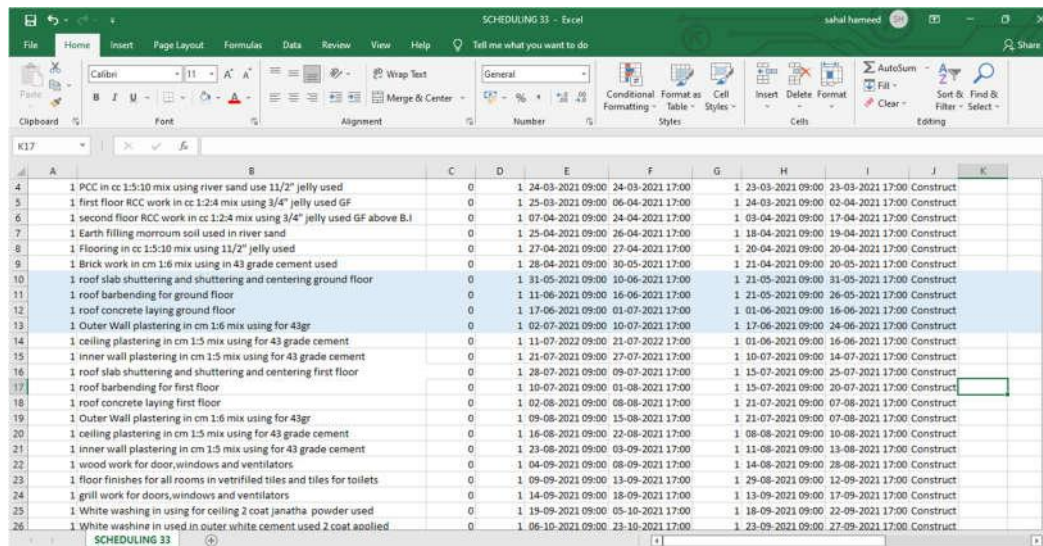 SCHEDULING 33 - Excel
sahal hameed SH
File Home Insert Page Layout Formulas Data Review View Help Tell me what you want to do Share
Calibri 11 A A Wrap Text General AutoSum
Paste B I U A Merge & Center % Conditional Format as Cell Insert Delete Format Fill Sort & Find &
Formatting Table Styles Clear Filter Select
Clipboard Font Alignment Number Styles Cells Editing
K17 fx
A B C D E F G H I J K
4 1 PCC in cc 1:5:10 mix using river sand use 11/2" jelly used 0 1 24-03-2021 09:00 24-03-2021 17:00 1 23-03-2021 09:00 23-03-2021 17:00 Construct
5 1 first floor RCC work in cc 1:2:4 mix using 3/4" jelly used GF 0 1 25-03-2021 09:00 06-04-2021 17:00 1 24-03-2021 09:00 02-04-2021 17:00 Construct
6 1 second floor RCC work in cc 1:2:4 mix using 3/4" jelly used GF above B.l 0 1 07-04-2021 09:00 24-04-2021 17:00 1 03-04-2021 09:00 17-04-2021 17:00 Construct
7 1 Earth filling morroum soil used in river sand 0 1 25-04-2021 09:00 26-04-2021 17:00 1 18-04-2021 09:00 19-04-2021 17:00 Construct
8 1 Flooring in cc 1:5:10 mix using 11/2" jelly used 0 1 27-04-2021 09:00 27-04-2021 17:00 1 20-04-2021 09:00 20-04-2021 17:00 Construct
9 1 Brick work in cm 1:6 mix using in 43 grade cement used 0 1 28-04-2021 09:00 30-05-2021 17:00 1 21-04-2021 09:00 20-05-2021 17:00 Construct
10 1 roof slab shuttering and shuttering and centering ground floor 0 1 31-05-2021 09:00 10-06-2021 17:00 1 21-05-2021 09:00 31-05-2021 17:00 Construct
11 1 roof barbending for ground floor 0 1 11-06-2021 09:00 16-06-2021 17:00 1 21-05-2021 09:00 26-05-2021 17:00 Construct
12 1 roof concrete laying ground floor 0 1 17-06-2021 09:00 01-07-2021 17:00 1 01-06-2021 09:00 16-06-2021 17:00 Construct
13 1 Outer Wall plastering in cm 1:6 mix using for 43gr 0 1 02-07-2021 09:00 10-07-2021 17:00 1 17-06-2021 09:00 24-06-2021 17:00 Construct
14 1 ceiling plastering in cm 1:5 mix using for 43 grade cement 0 1 11-07-2022 09:00 21-07-2022 17:00 1 01-06-2021 09:00 16-06-2021 17:00 Construct
15 1 inner wall plastering in cm 1:5 mix using for 43 grade cement 0 1 21-07-2021 09:00 27-07-2021 17:00 1 10-07-2021 09:00 14-07-2021 17:00 Construct
16 1 roof slab shuttering and shuttering and centering first floor 0 1 28-07-2021 09:00 09-07-2021 17:00 1 15-07-2021 09:00 25-07-2021 17:00 Construct
17 1 roof barbending for first floor 0 1 10-07-2021 09:00 01-08-2021 17:00 1 15-07-2021 09:00 20-07-2021 17:00 Construct
18 1 roof concrete laying first floor 0 1 02-08-2021 09:00 08-08-2021 17:00 1 21-07-2021 09:00 07-08-2021 17:00 Construct
19 1 Outer Wall plastering in cm 1:6 mix using for 43gr 0 1 09-08-2021 09:00 15-08-2021 17:00 1 21-07-2021 09:00 07-08-2021 17:00 Construct
20 1 ceiling plastering in cm 1:5 mix using for 43 grade cement 0 1 16-08-2021 09:00 22-08-2021 17:00 1 08-08-2021 09:00 10-08-2021 17:00 Construct
21 1 inner wall plastering in cm 1:5 mix using for 43 grade cement 0 1 23-08-2021 09:00 03-09-2021 17:00 1 11-08-2021 09:00 13-08-2021 17:00 Construct
22 1 wood work for door,windows and ventilators 0 1 04-09-2021 09:00 08-09-2021 17:00 1 14-08-2021 09:00 28-08-2021 17:00 Construct
23 1 floor finishes for all rooms in vetrifiled tiles and tiles for toilets 0 1 09-09-2021 09:00 13-09-2021 17:00 1 29-08-2021 09:00 12-09-2021 17:00 Construct
24 1 grill work for doors,windows and ventilators 0 1 14-09-2021 09:00 18-09-2021 17:00 1 13-09-2021 09:00 17-09-2021 17:00 Construct
25 1 White washing in using for ceiling 2 coat janatha powder used 0 1 19-09-2021 09:00 05-10-2021 17:00 1 18-09-2021 09:00 22-09-2021 17:00 Construct
26 1 White washing in used in outer white cement used 2 coat applied 0 1 06-10-2021 09:00 23-10-2021 17:00 1 23-09-2021 09:00 27-09-2021 17:00 Construct
SCHEDULING 33